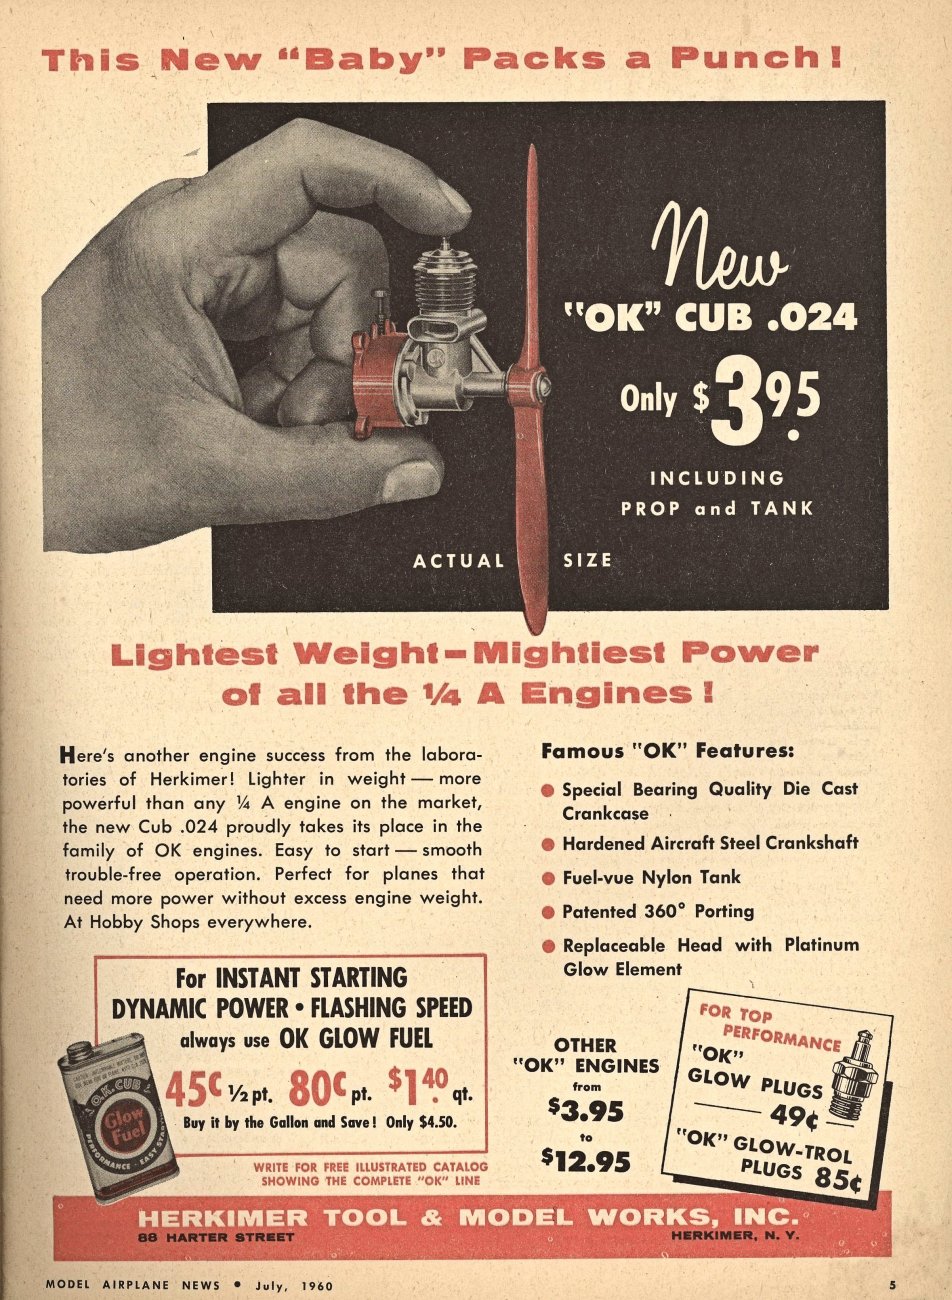 This New "Baby" Packs a Punch!
New
"OK" CUB .024
Only $3.95
INCLUDING
PROP and TANK
ACTUAL SIZE
Lightest Weight—Mightiest Power
of all the ¼ A Engines!
Here's another engine success from the labora-
tories of Herkimer! Lighter in weight — more
powerful than any ¼ A engine on the market,
the new Cub .024 proudly takes its place in the
family of OK engines. Easy to start — smooth
trouble-free operation. Perfect for planes that
need more power without excess engine weight.
At Hobby Shops everywhere.
Famous "OK" Features:
● Special Bearing Quality Die Cast
Crankcase
● Hardened Aircraft Steel Crankshaft
● Fuel-vue Nylon Tank
● Patented 360° Porting
● Replaceable Head with Platinum
Glow Element
For INSTANT STARTING
DYNAMIC POWER • FLASHING SPEED
always use OK GLOW FUEL
45¢ ½ pt. 80¢ pt. $1.40 qt.
Buy it by the Gallon and Save! Only $4.50.
O.K. CUB
Glow
Fuel
PERFORMANCE
WRITE FOR FREE ILLUSTRATED CATALOG
SHOWING THE COMPLETE "OK" LINE
OTHER
"OK" ENGINES
from
$3.95
to
$12.95
FOR TOP
PERFORMANCE
"OK"
GLOW PLUGS
49¢
"OK" GLOW-TROL
PLUGS 85¢
HERKIMER TOOL & MODEL WORKS, INC.
88 HARTER STREET HERKIMER, N. Y.
MODEL AIRPLANE NEWS • July, 1960 5